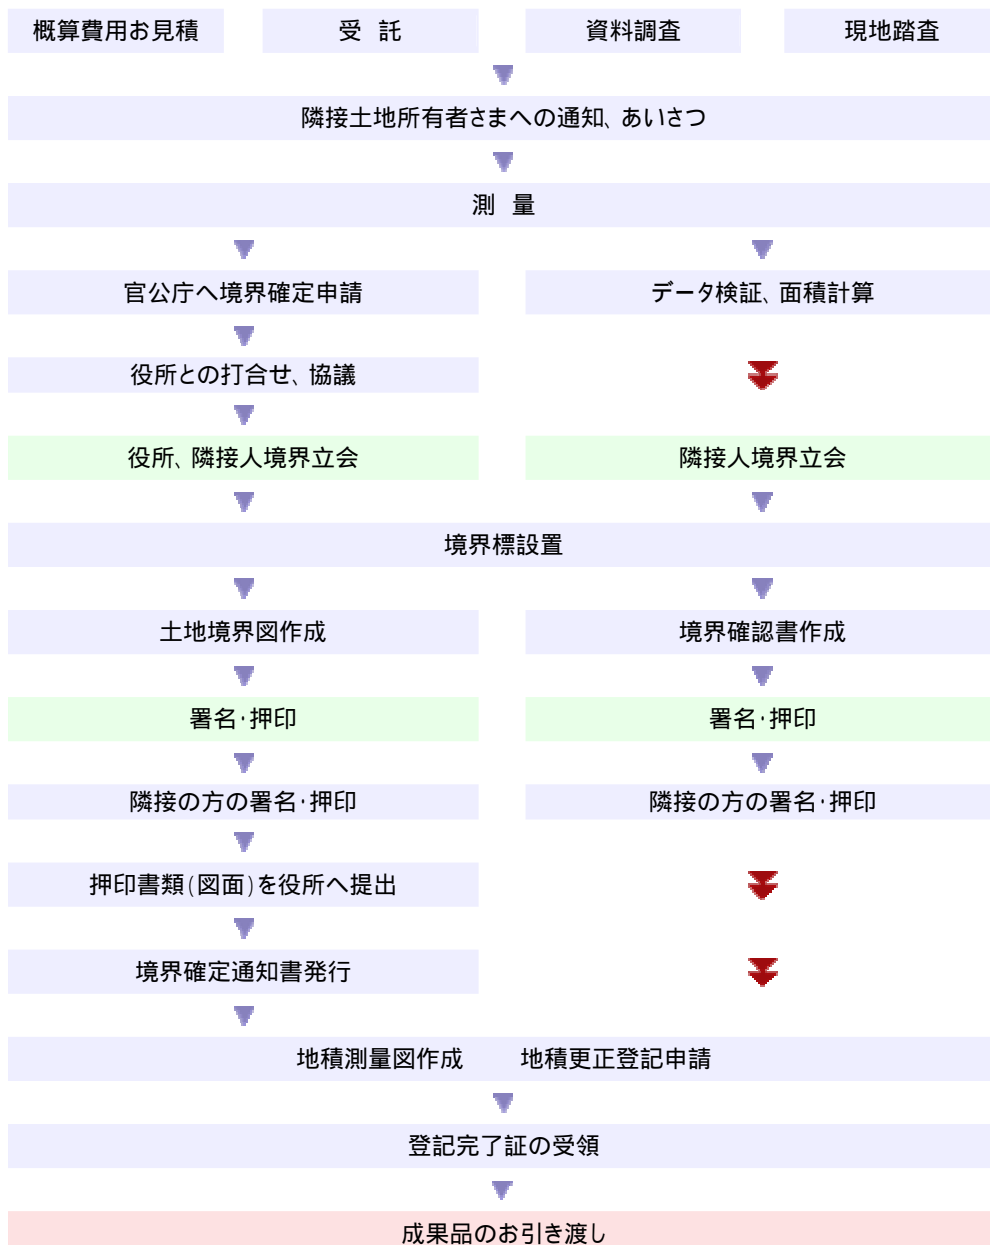 概算費用お見積
受 託
資料調査
現地踏査
隣接土地所有者さまへの通知、あいさつ
測 量
官公庁へ境界確定申請
データ検証、面積計算
役所との打合せ、協議
役所、隣接人境界立会
隣接人境界立会
境界標設置
土地境界図作成
境界確認書作成
署名・押印
署名・押印
隣接の方の署名・押印
隣接の方の署名・押印
押印書類(図面)を役所へ提出
境界確定通知書発行
地積測量図作成 地積更正登記申請
登記完了証の受領
成果品のお引き渡し